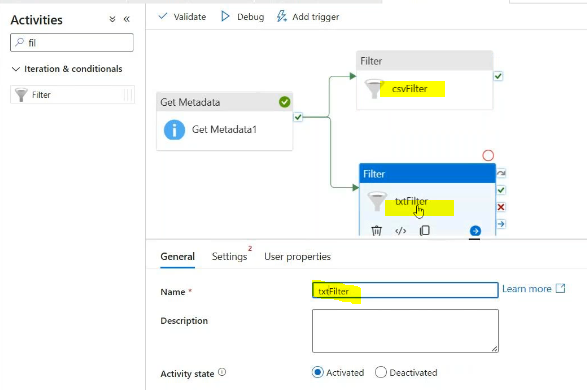 Activities
fil
Iteration & conditionals
Filter
Validate
Debug
Add trigger
Get Metadata
Get Metadata1
Filter
csvFilter
Filter
txtFilter
General
Settings 2
User properties
Name *
txtFilter
Learn more
Description
Activity state
Activated
Deactivated